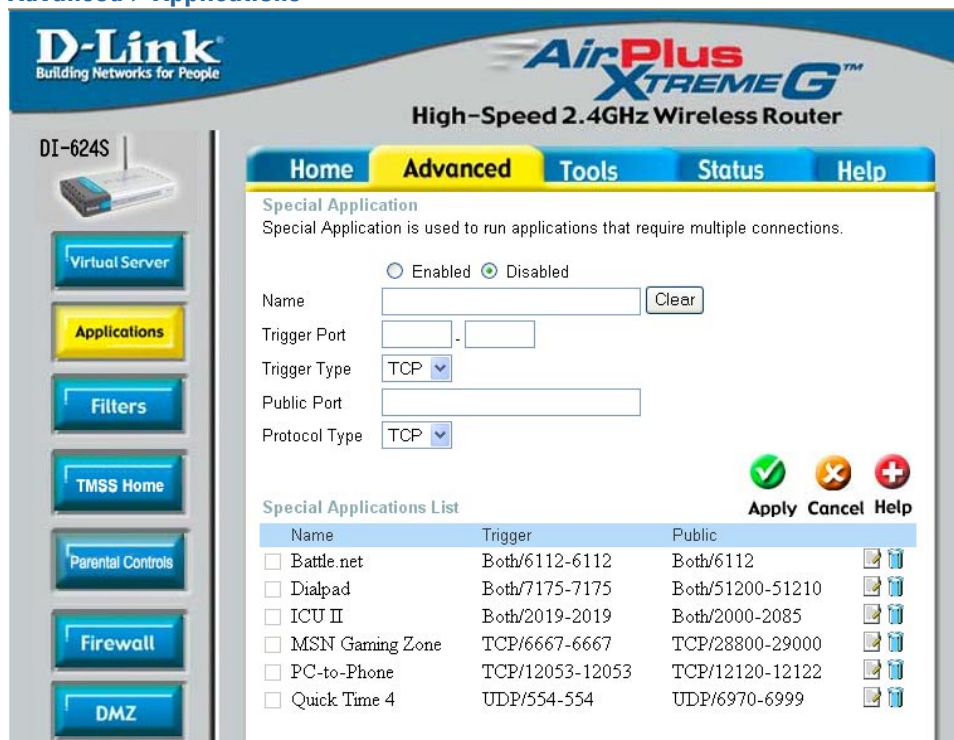 D-Link
Building Networks for People
AirPlus
XTREME G™
High-Speed 2.4GHz Wireless Router
DI-624S
Home Advanced Tools Status Help
Virtual Server
Applications
Filters
TMSS Home
Parental Controls
Firewall
DMZ
Special Application
Special Application is used to run applications that require multiple connections.
Enabled Disabled
Name Clear
Trigger Port -
Trigger Type TCP
Public Port
Protocol Type TCP
Apply Cancel Help
Special Applications List
Name Trigger Public
Battle.net Both/6112-6112 Both/6112
Dialpad Both/7175-7175 Both/51200-51210
ICU II Both/2019-2019 Both/2000-2085
MSN Gaming Zone TCP/6667-6667 TCP/28800-29000
PC-to-Phone TCP/12053-12053 TCP/12120-12122
Quick Time 4 UDP/554-554 UDP/6970-6999